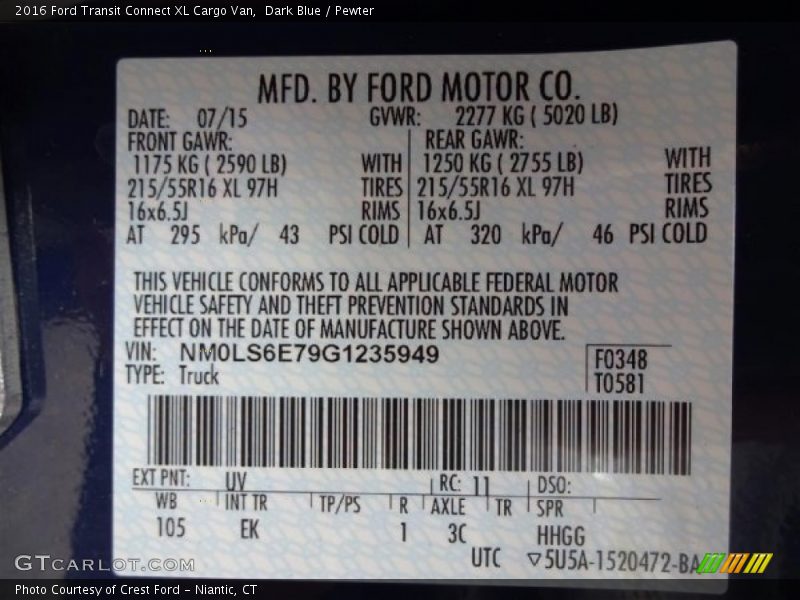 2016 Ford Transit Connect XL Cargo Van, Dark Blue / Pewter
MFD. BY FORD MOTOR CO.
DATE: 07/15 GVWR: 2277 KG ( 5020 LB)
FRONT GAWR: REAR GAWR:
1175 KG ( 2590 LB) WITH 1250 KG ( 2755 LB) WITH
215/55R16 XL 97H TIRES 215/55R16 XL 97H TIRES
16x6.5J RIMS 16x6.5J RIMS
AT 295 kPa/ 43 PSI COLD AT 320 kPa/ 46 PSI COLD
THIS VEHICLE CONFORMS TO ALL APPLICABLE FEDERAL MOTOR
VEHICLE SAFETY AND THEFT PREVENTION STANDARDS IN
EFFECT ON THE DATE OF MANUFACTURE SHOWN ABOVE.
VIN: NM0LS6E79G1235949
TYPE: Truck
F0348
T0581
EXT PNT: UV RC: 11 DSO:
WB INT TR TP/PS R AXLE TR SPR
105 EK 1 3C HHGG
UTC ▽5U5A-1520472-BA
GTCARLOT.COM
Photo Courtesy of Crest Ford - Niantic, CT